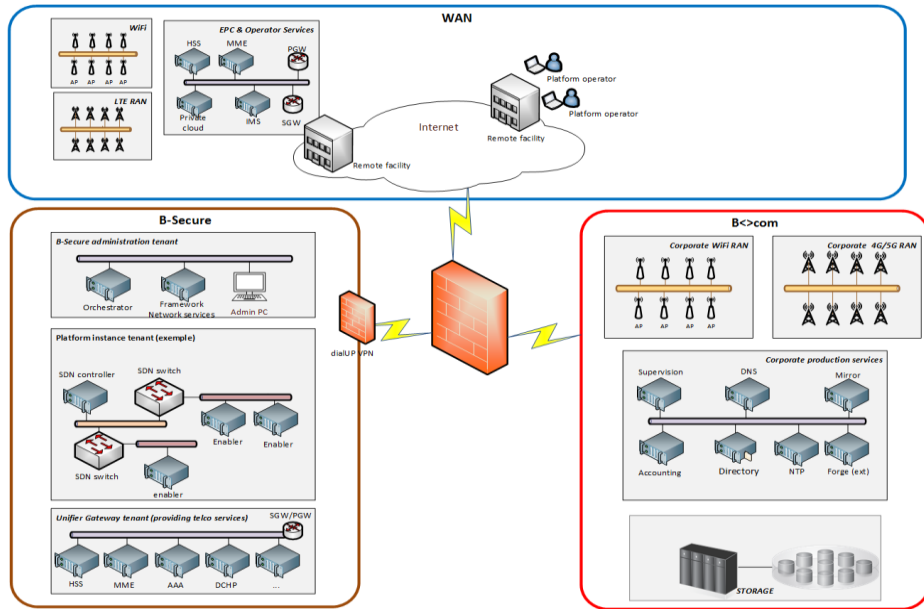 WAN
WiFi
AP AP AP AP
LTE RAN
EPC & Operator Services
HSS
MME
PGW
Private
cloud
IMS
SGW
Internet
Remote facility
Remote facility
Platform operator
Platform operator
B-Secure
B-Secure administration tenant
Orchestrator
Framework
Network services
Admin PC
Platform instance tenant (exemple)
SDN controller
SDN switch
Enabler
Enabler
SDN switch
enabler
Unifier Gateway tenant (providing telco services)
SGW/PGW
HSS
MME
AAA
DCHP
...
dialUP VPN
B<>com
Corporate WiFi RAN
AP AP AP AP
Corporate 4G/5G RAN
Corporate production services
Supervision
DNS
Mirror
Accounting
Directory
NTP
Forge (ext)
STORAGE